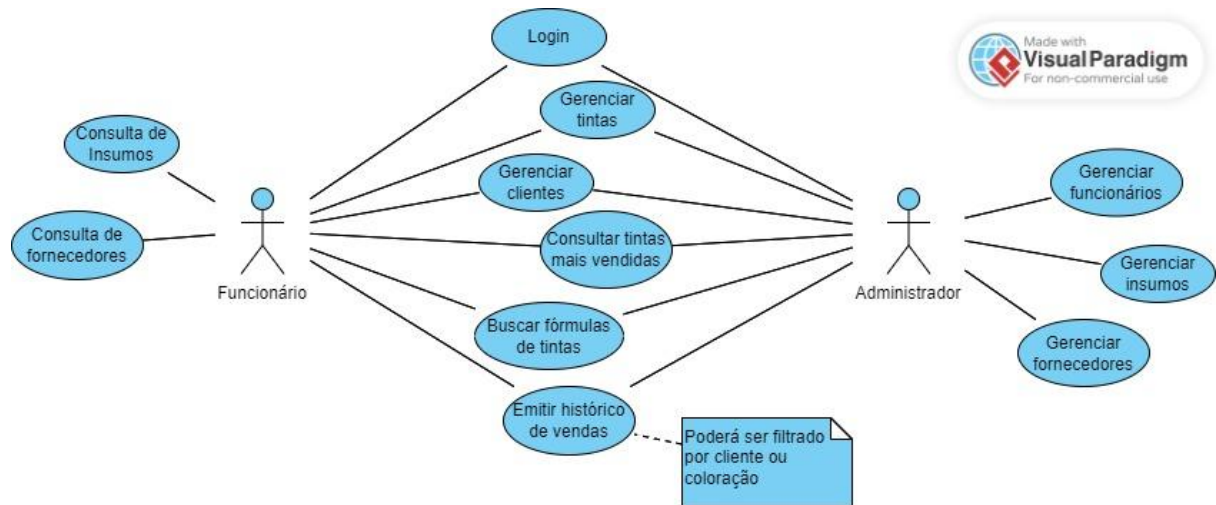 Login
Made with
Visual Paradigm
For non-commercial use
Gerenciar
tintas
Consulta de
Insumos
Gerenciar
clientes
Gerenciar
funcionários
Consulta de
fornecedores
Consultar tintas
mais vendidas
Gerenciar
insumos
Funcionário
Administrador
Buscar fórmulas
de tintas
Gerenciar
fornecedores
Emitir histórico
de vendas
Poderá ser filtrado
por cliente ou
coloração